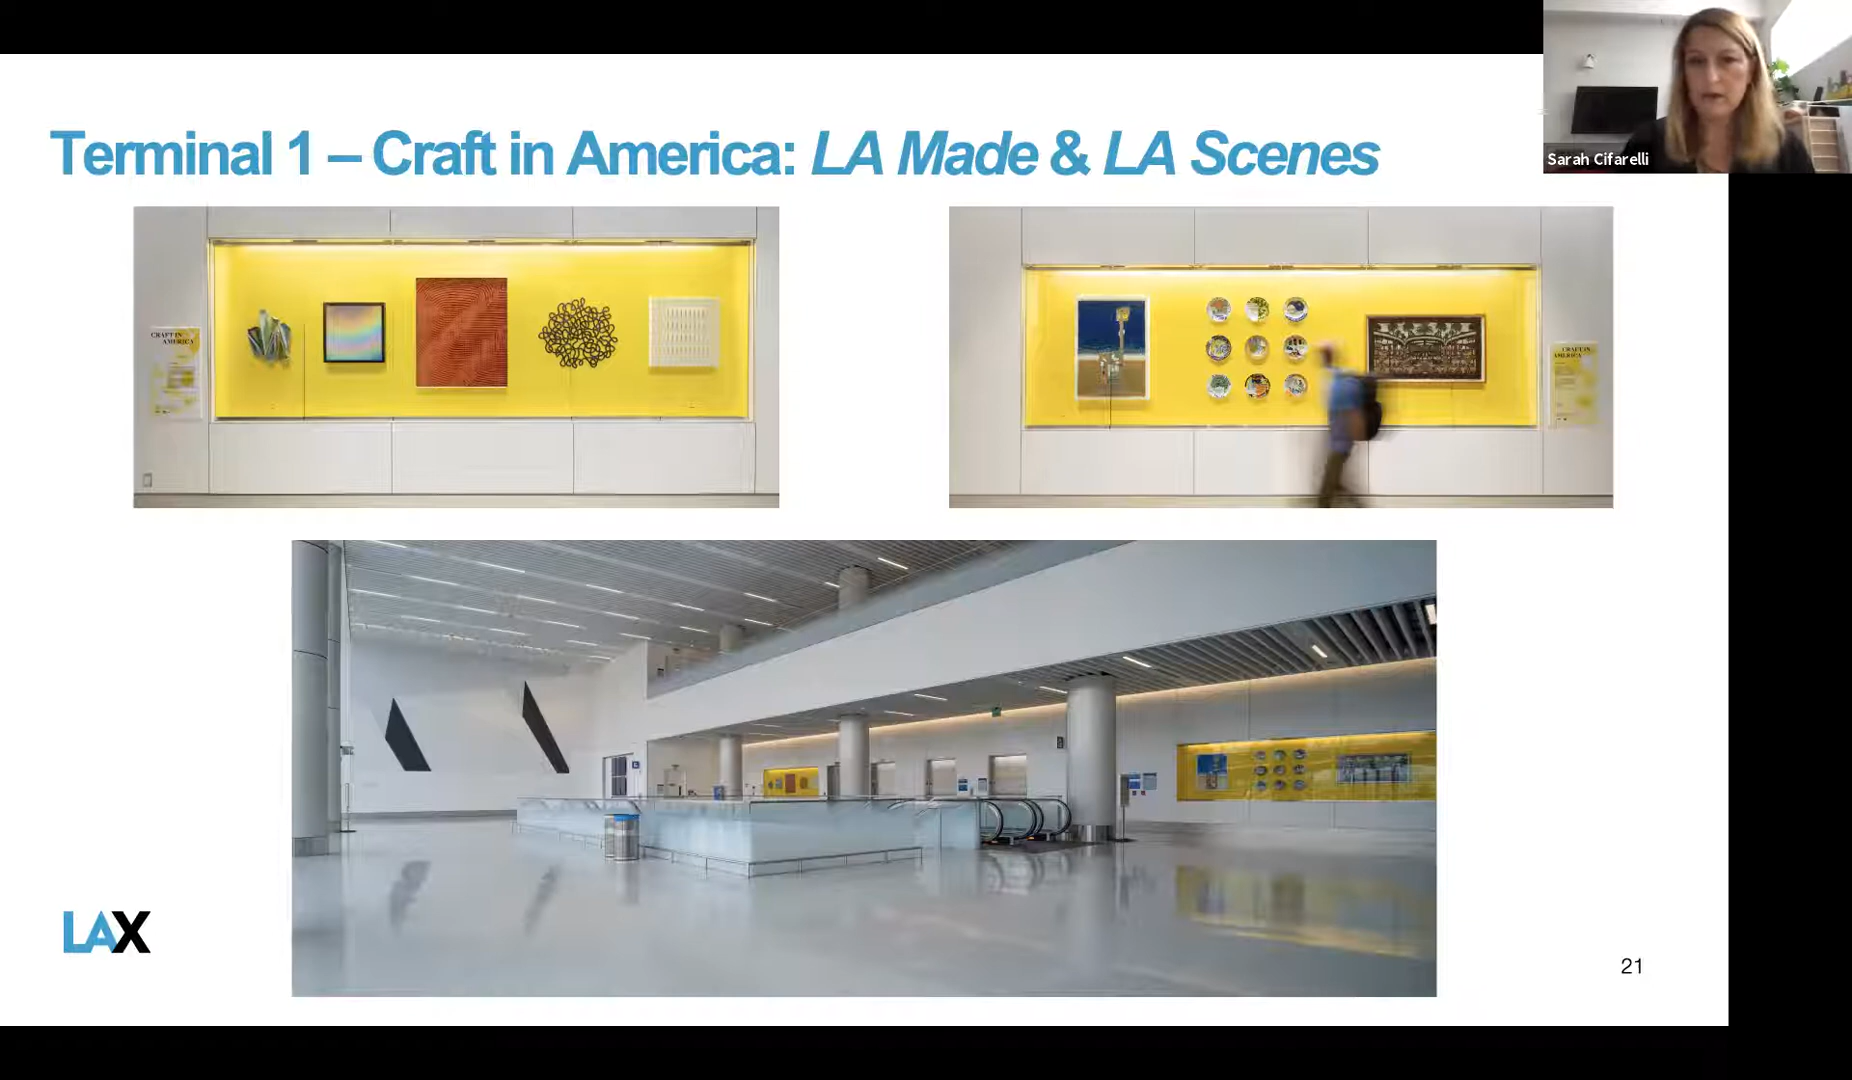 Terminal 1 – Craft in America: LA Made & LA Scenes
Sarah Cifarelli
CRAFT IN
AMERICA
CRAFT IN
AMERICA
LAX
21